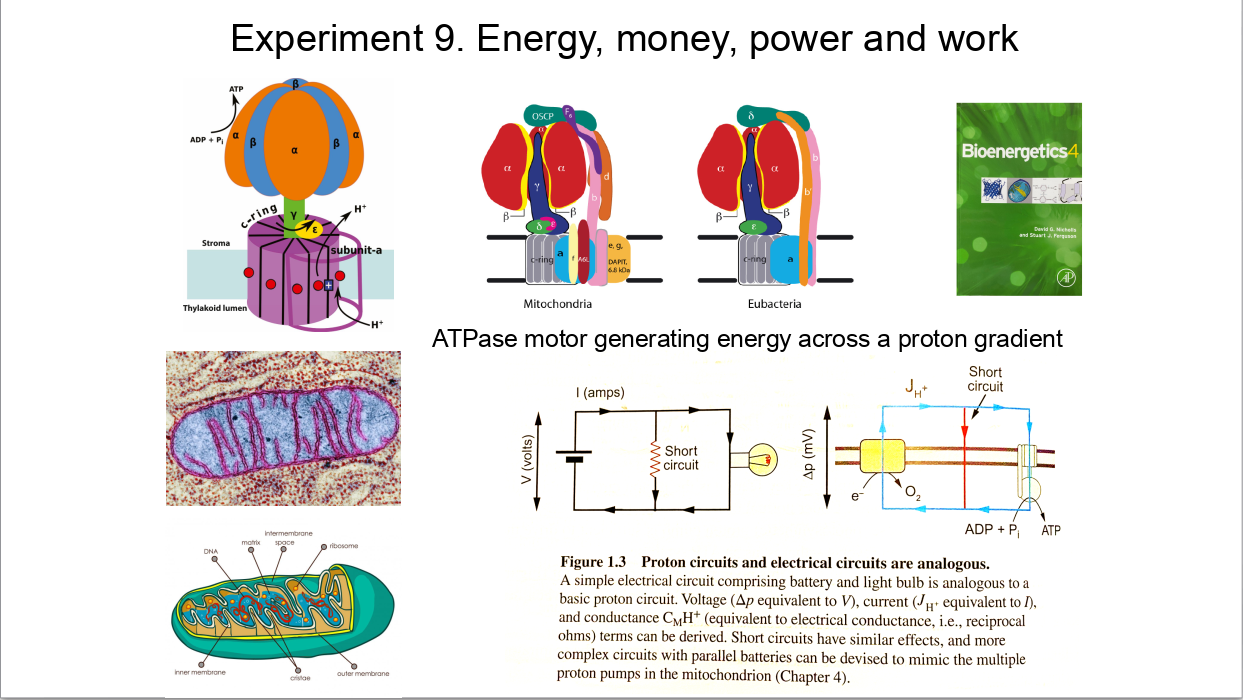 Experiment 9. Energy, money, power and work
ATP
ADP + Pi
β
α
β
α
β
α
c-ring
γ
ε
H⁺
Stroma
subunit-a
+
Thylakoid lumen
H⁺
OSCP
F₆
α
α
α
γ
d
b
β
β
δ
ε
c-ring
a
f
A6L
e, g,
DAPIT,
6.8 kDa
Mitochondria
δ
α
α
α
γ
b
b'
β
β
ε
c-ring
a
Eubacteria
Bioenergetics4
David G. Nicholls
and Stuart J. Ferguson
AP
ATPase motor generating energy across a proton gradient
I (amps)
V (volts)
Short
circuit
JH⁺
Short
circuit
Δp (mV)
e⁻
O₂
ADP + Pi
ATP
Figure 1.3 Proton circuits and electrical circuits are analogous.
A simple electrical circuit comprising battery and light bulb is analogous to a
basic proton circuit. Voltage (Δp equivalent to V), current (JH⁺ equivalent to I),
and conductance CMH⁺ (equivalent to electrical conductance, i.e., reciprocal
ohms) terms can be derived. Short circuits have similar effects, and more
complex circuits with parallel batteries can be devised to mimic the multiple
proton pumps in the mitochondrion (Chapter 4).
DNA
matrix
intermembrane
space
ribosome
inner membrane
cristae
outer membrane